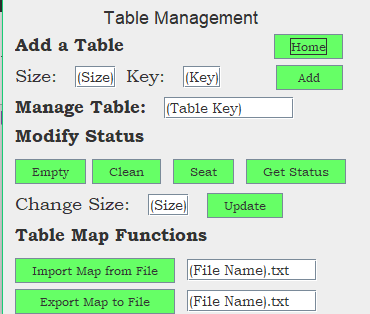 Table Management
Add a Table Home
Size: (Size) Key: (Key) Add
Manage Table: (Table Key)
Modify Status
Empty Clean Seat Get Status
Change Size: (Size) Update
Table Map Functions
Import Map from File (File Name).txt
Export Map to File (File Name).txt